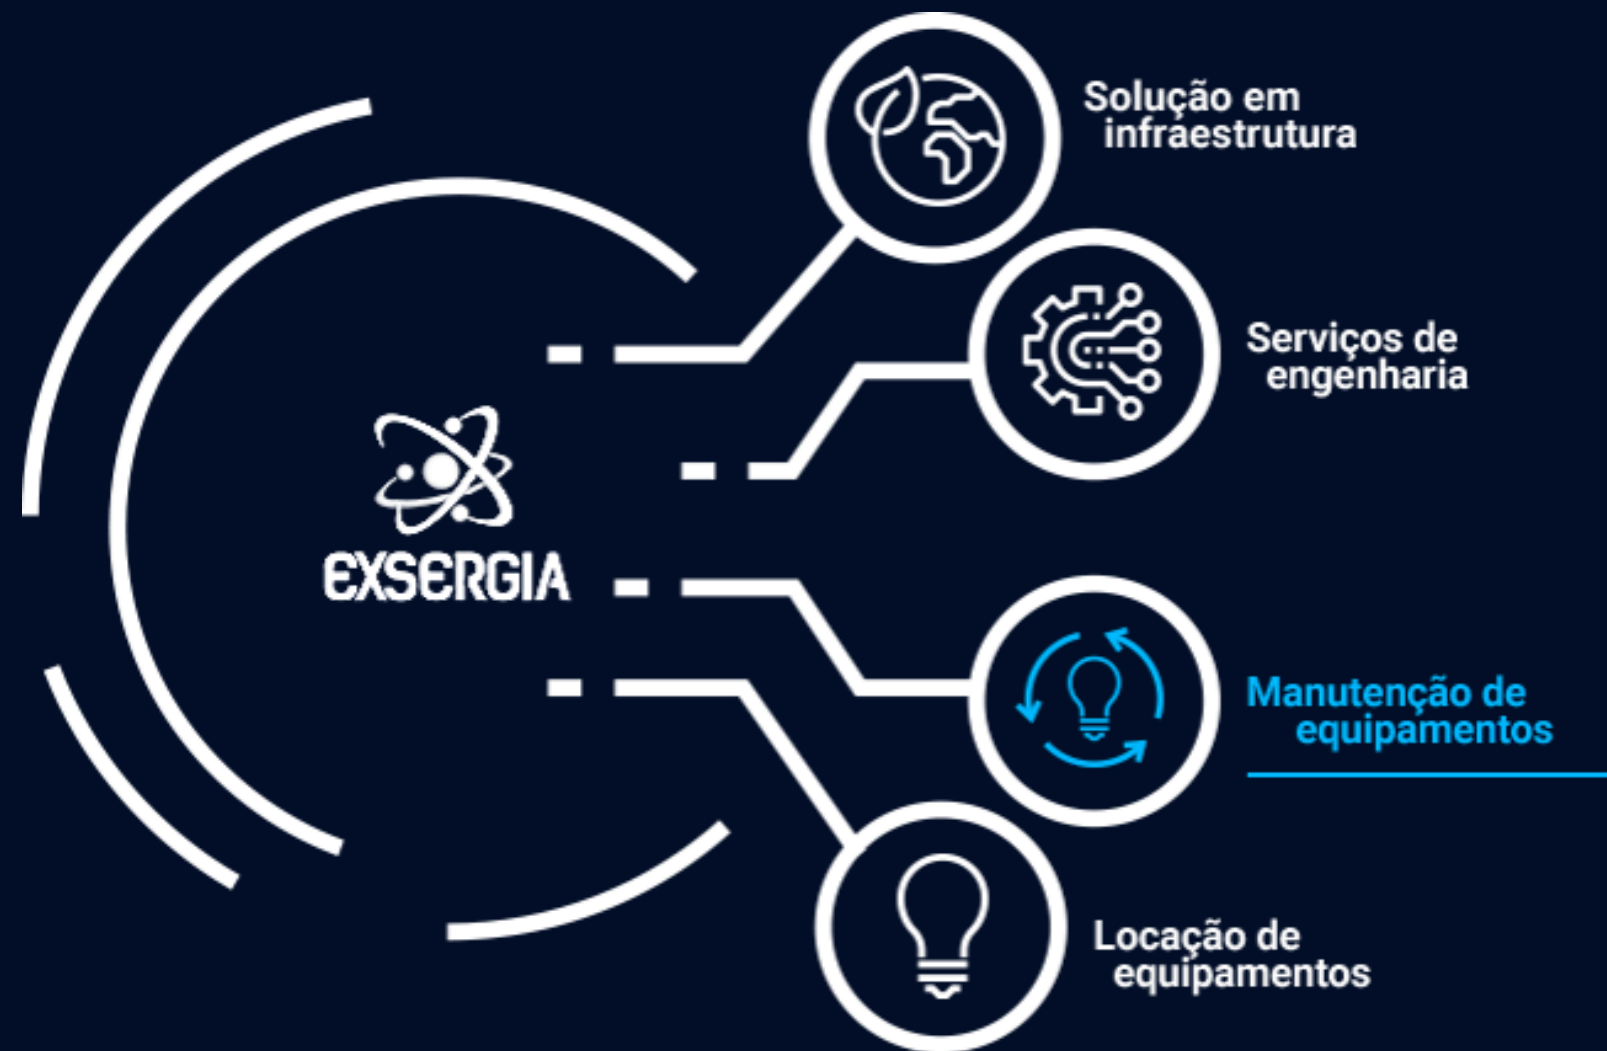 Solução em
infraestrutura
Serviços de
engenharia
EXSERGIA
Manutenção de
equipamentos
Locação de
equipamentos